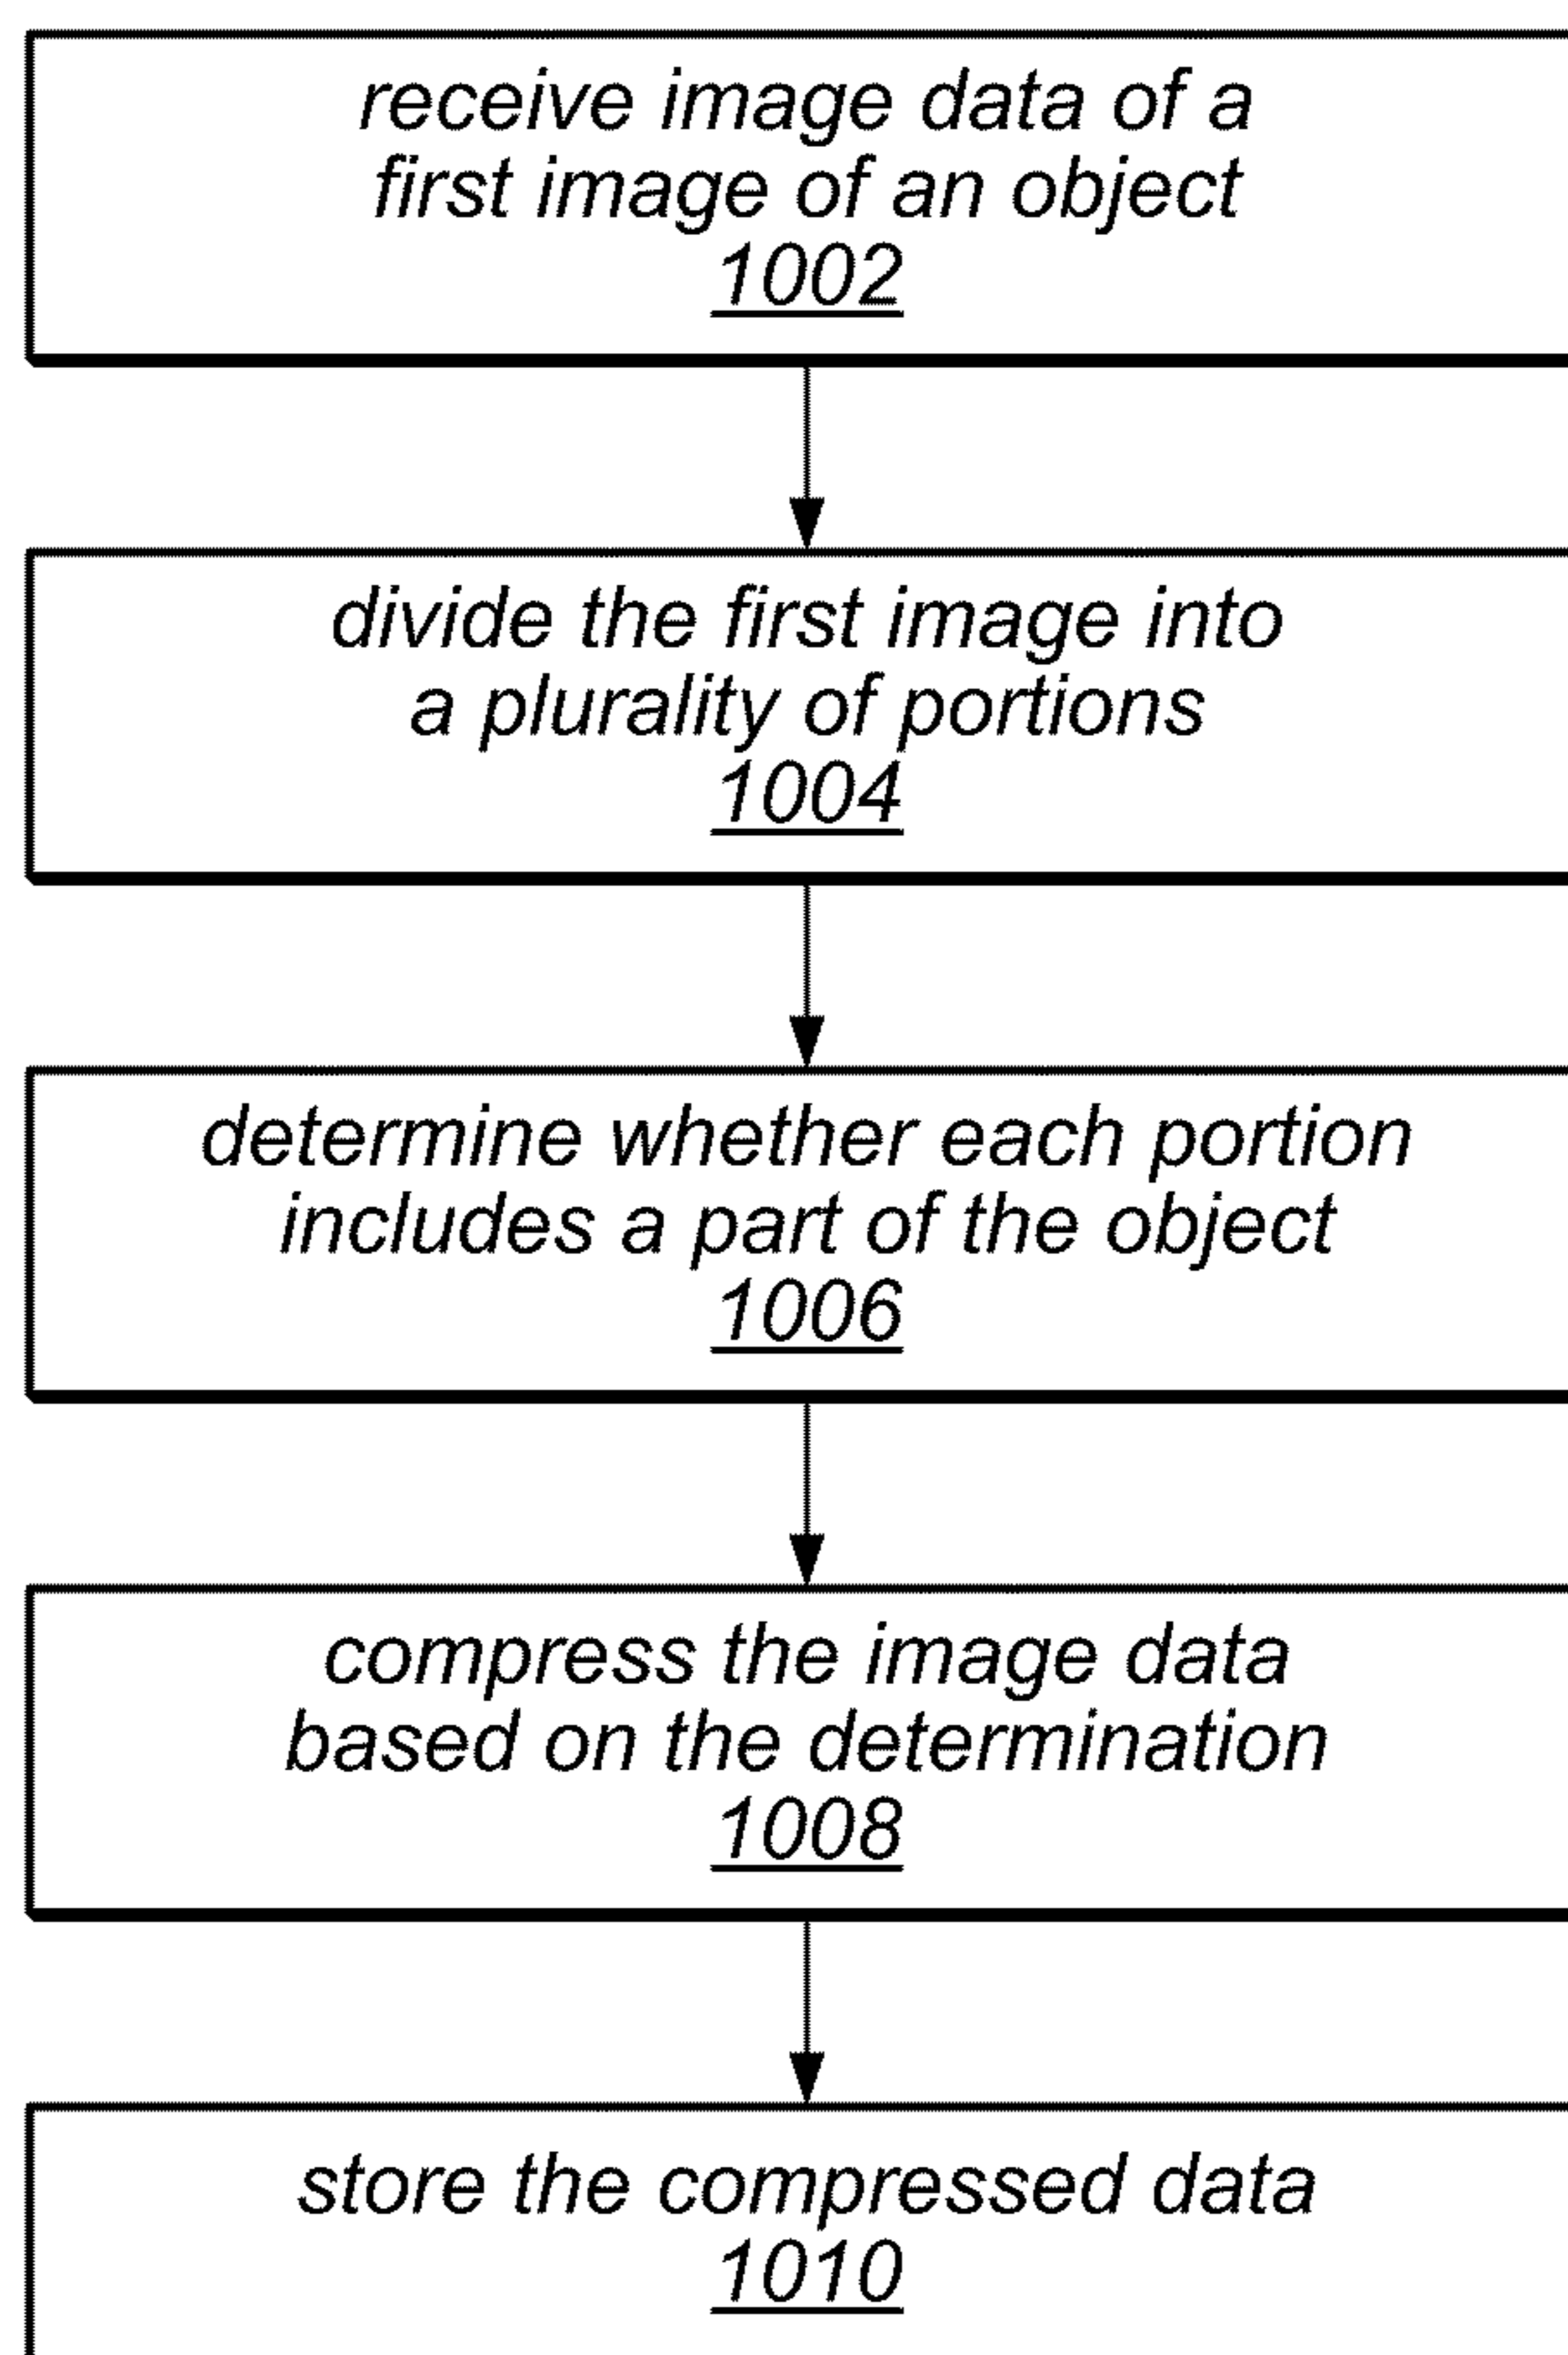 receive image data of a
first image of an object
1002
divide the first image into
a plurality of portions
1004
determine whether each portion
includes a part of the object
1006
compress the image data
based on the determination
1008
store the compressed data
1010